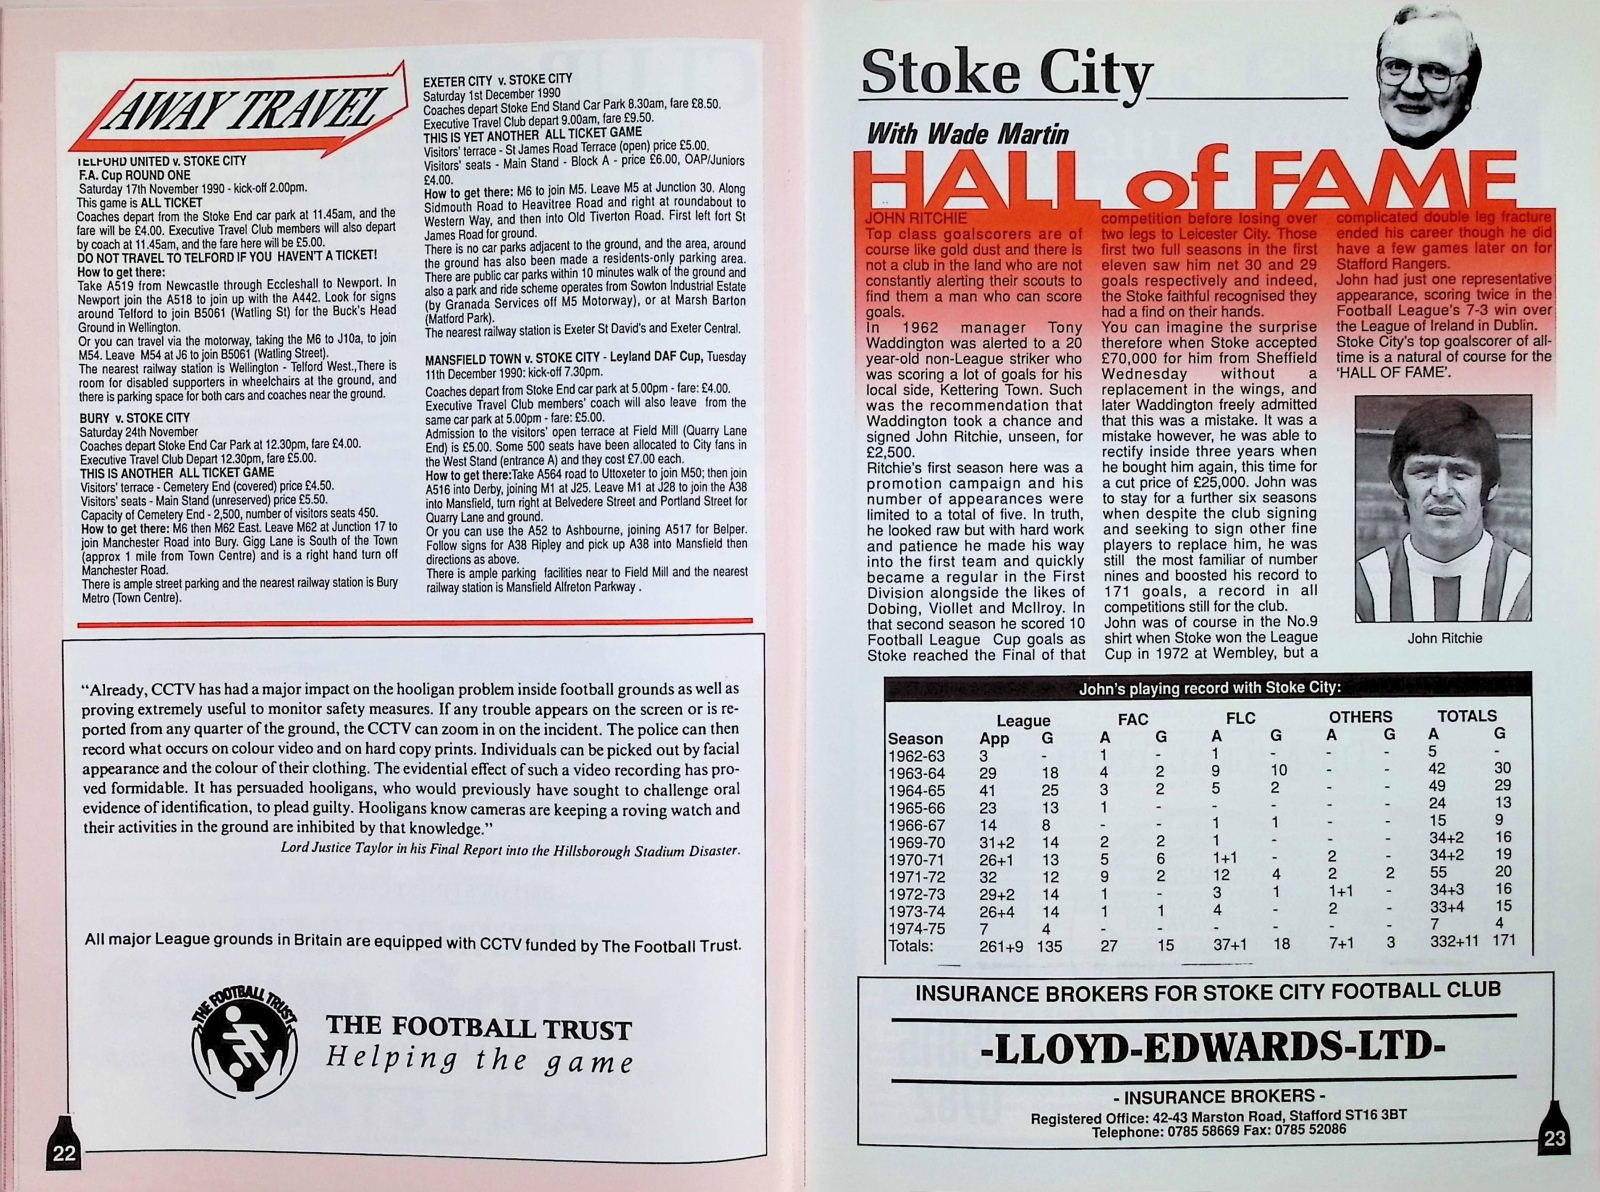 AWAY TRAVEL
TELFORD UNITED v. STOKE CITY
F.A. Cup ROUND ONE
Saturday 17th November 1990 - kick-off 2.00pm.
This game is ALL TICKET
Coaches depart from the Stoke End car park at 11.45am, and the
fare will be £4.00. Executive Travel Club members will also depart
by coach at 11.45am, and the fare here will be £5.00.
DO NOT TRAVEL TO TELFORD IF YOU HAVEN'T A TICKET!
How to get there:
Take A519 from Newcastle through Eccleshall to Newport. In
Newport join the A518 to join up with the A442. Look for signs
around Telford to join B5061 (Watling St) for the Buck's Head
Ground in Wellington.
Or you can travel via the motorway, taking the M6 to J10a, to join
M54. Leave M54 at J6 to join B5061 (Watling Street).
The nearest railway station is Wellington - Telford West.,There is
room for disabled supporters in wheelchairs at the ground, and
there is parking space for both cars and coaches near the ground.
BURY v. STOKE CITY
Saturday 24th November
Coaches depart Stoke End Car Park at 12.30pm, fare £4.00.
Executive Travel Club Depart 12.30pm, fare £5.00.
THIS IS ANOTHER ALL TICKET GAME
Visitors' terrace - Cemetery End (covered) price £4.50.
Visitors' seats - Main Stand (unreserved) price £5.50.
Capacity of Cemetery End - 2,500, number of visitors seats 450.
How to get there: M6 then M62 East. Leave M62 at Junction 17 to
join Manchester Road into Bury. Gigg Lane is South of the Town
(approx 1 mile from Town Centre) and is a right hand turn off
Manchester Road.
There is ample street parking and the nearest railway station is Bury
Metro (Town Centre).
EXETER CITY v. STOKE CITY
Saturday 1st December 1990
Coaches depart Stoke End Stand Car Park 8.30am, fare £8.50.
Executive Travel Club depart 9.00am, fare £9.50.
THIS IS YET ANOTHER ALL TICKET GAME
Visitors' terrace - St James Road Terrace (open) price £5.00.
Visitors' seats - Main Stand - Block A - price £6.00, OAP/Juniors
£4.00.
How to get there: M6 to join M5. Leave M5 at Junction 30. Along
Sidmouth Road to Heavitree Road and right at roundabout to
Western Way, and then into Old Tiverton Road. First left fort St
James Road for ground.
There is no car parks adjacent to the ground, and the area, around
the ground has also been made a residents-only parking area.
There are public car parks within 10 minutes walk of the ground and
also a park and ride scheme operates from Sowton Industrial Estate
(by Granada Services off M5 Motorway), or at Marsh Barton
(Matford Park).
The nearest railway station is Exeter St David's and Exeter Central.
MANSFIELD TOWN v. STOKE CITY - Leyland DAF Cup, Tuesday
11th December 1990: kick-off 7.30pm.
Coaches depart from Stoke End car park at 5.00pm - fare: £4.00.
Executive Travel Club members' coach will also leave from the
same car park at 5.00pm - fare: £5.00.
Admission to the visitors' open terrace at Field Mill (Quarry Lane
End) is £5.00. Some 500 seats have been allocated to City fans in
the West Stand (entrance A) and they cost £7.00 each.
How to get there:Take A564 road to Uttoxeter to join M50; then join
A516 into Derby, joining M1 at J25. Leave M1 at J28 to join the A38
into Mansfield, turn right at Belvedere Street and Portland Street for
Quarry Lane and ground.
Or you can use the A52 to Ashbourne, joining A517 for Belper.
Follow signs for A38 Ripley and pick up A38 into Mansfield then
directions as above.
There is ample parking facilities near to Field Mill and the nearest
railway station is Mansfield Alfreton Parkway .
"Already, CCTV has had a major impact on the hooligan problem inside football grounds as well as
proving extremely useful to monitor safety measures. If any trouble appears on the screen or is re-
ported from any quarter of the ground, the CCTV can zoom in on the incident. The police can then
record what occurs on colour video and on hard copy prints. Individuals can be picked out by facial
appearance and the colour of their clothing. The evidential effect of such a video recording has pro-
ved formidable. It has persuaded hooligans, who would previously have sought to challenge oral
evidence of identification, to plead guilty. Hooligans know cameras are keeping a roving watch and
their activities in the ground are inhibited by that knowledge."
Lord Justice Taylor in his Final Report into the Hillsborough Stadium Disaster.
All major League grounds in Britain are equipped with CCTV funded by The Football Trust.
THE FOOTBALL TRUST
THE FOOTBALL TRUST
Helping the game
22
Stoke City
With Wade Martin
HALL of FAME
JOHN RITCHIE
Top class goalscorers are of
course like gold dust and there is
not a club in the land who are not
constantly alerting their scouts to
find them a man who can score
goals.
In 1962 manager Tony
Waddington was alerted to a 20
year-old non-League striker who
was scoring a lot of goals for his
local side, Kettering Town. Such
was the recommendation that
Waddington took a chance and
signed John Ritchie, unseen, for
£2,500.
Ritchie's first season here was a
promotion campaign and his
number of appearances were
limited to a total of five. In truth,
he looked raw but with hard work
and patience he made his way
into the first team and quickly
became a regular in the First
Division alongside the likes of
Dobing, Viollet and McIlroy. In
that second season he scored 10
Football League Cup goals as
Stoke reached the Final of that
competition before losing over
two legs to Leicester City. Those
first two full seasons in the first
eleven saw him net 30 and 29
goals respectively and indeed,
the Stoke faithful recognised they
had a find on their hands.
You can imagine the surprise
therefore when Stoke accepted
£70,000 for him from Sheffield
Wednesday without a
replacement in the wings, and
later Waddington freely admitted
that this was a mistake. It was a
mistake however, he was able to
rectify inside three years when
he bought him again, this time for
a cut price of £25,000. John was
to stay for a further six seasons
when despite the club signing
and seeking to sign other fine
players to replace him, he was
still the most familiar of number
nines and boosted his record to
171 goals, a record in all
competitions still for the club.
John was of course in the No.9
shirt when Stoke won the League
Cup in 1972 at Wembley, but a
complicated double leg fracture
ended his career though he did
have a few games later on for
Stafford Rangers.
John had just one representative
appearance, scoring twice in the
Football League's 7-3 win over
the League of Ireland in Dublin.
Stoke City's top goalscorer of all-
time is a natural of course for the
'HALL OF FAME'.
John Ritchie
John's playing record with Stoke City:
League FAC FLC OTHERS TOTALS
Season App G A G A G A G A G
1962-63 3 - 1 - 1 - - - 5 -
1963-64 29 18 4 2 9 10 - - 42 30
1964-65 41 25 3 2 5 2 - - 49 29
1965-66 23 13 1 - - - - - 24 13
1966-67 14 8 - - 1 1 - - 15 9
1969-70 31+2 14 2 2 1 - - - 34+2 16
1970-71 26+1 13 5 6 1+1 - 2 - 34+2 19
1971-72 32 12 9 2 12 4 2 2 55 20
1972-73 29+2 14 1 - 3 1 1+1 - 34+3 16
1973-74 26+4 14 1 1 4 - 2 - 33+4 15
1974-75 7 4 - - - - - - 7 4
Totals: 261+9 135 27 15 37+1 18 7+1 3 332+11 171
INSURANCE BROKERS FOR STOKE CITY FOOTBALL CLUB
-LLOYD-EDWARDS-LTD-
- INSURANCE BROKERS -
Registered Office: 42-43 Marston Road, Stafford ST16 3BT
Telephone: 0785 58669 Fax: 0785 52086
23